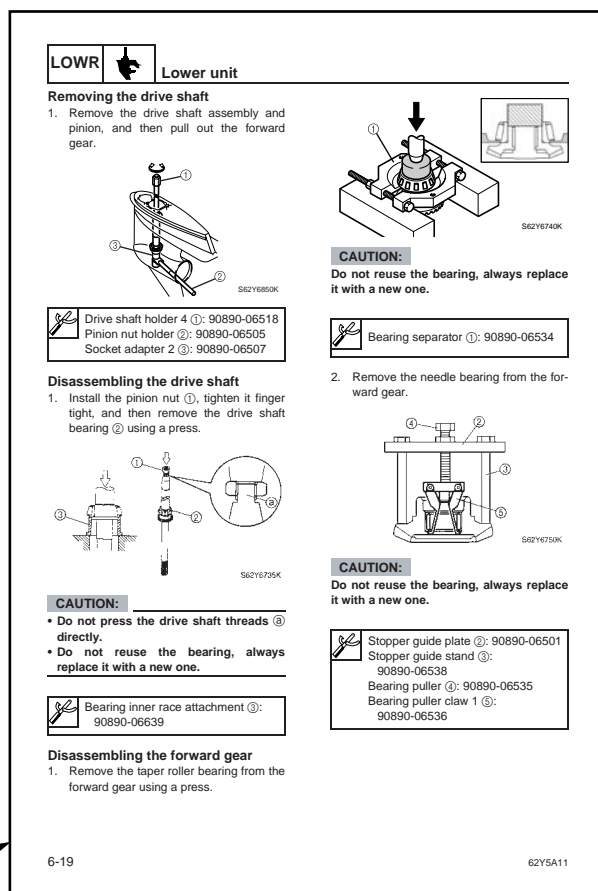 LOWR
Lower unit
Removing the drive shaft
1. Remove the drive shaft assembly and
pinion, and then pull out the forward
gear.
①
③
②
S62Y6850K
Drive shaft holder 4 ①: 90890-06518
Pinion nut holder ②: 90890-06505
Socket adapter 2 ③: 90890-06507
Disassembling the drive shaft
1. Install the pinion nut ①, tighten it finger
tight, and then remove the drive shaft
bearing ② using a press.
①
③
②
ⓐ
S62Y6735K
CAUTION:
• Do not press the drive shaft threads ⓐ
directly.
• Do not reuse the bearing, always
replace it with a new one.
Bearing inner race attachment ③:
90890-06639
Disassembling the forward gear
1. Remove the taper roller bearing from the
forward gear using a press.
①
S62Y6740K
CAUTION:
Do not reuse the bearing, always replace
it with a new one.
Bearing separator ①: 90890-06534
2. Remove the needle bearing from the for-
ward gear.
④
②
③
⑤
S62Y6750K
CAUTION:
Do not reuse the bearing, always replace
it with a new one.
Stopper guide plate ②: 90890-06501
Stopper guide stand ③:
90890-06538
Bearing puller ④: 90890-06535
Bearing puller claw 1 ⑤:
90890-06536
6-19
62Y5A11